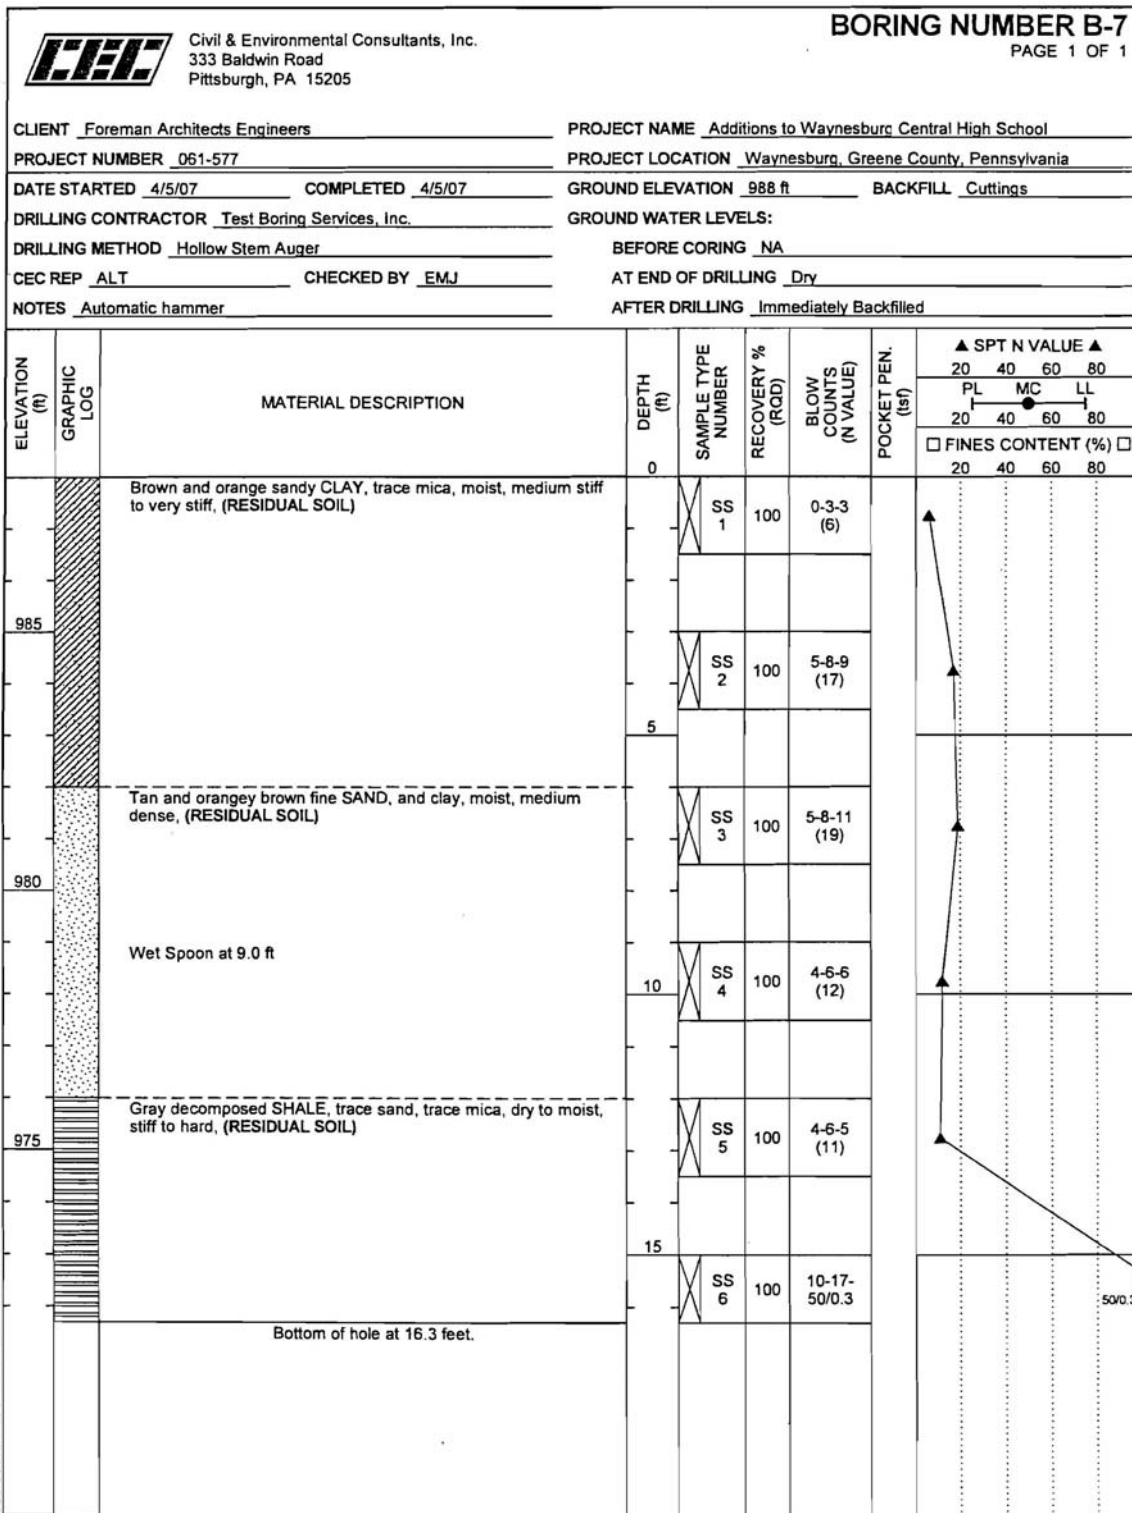 BORING NUMBER B-7
PAGE 1 OF 1
CEC
Civil & Environmental Consultants, Inc.
333 Baldwin Road
Pittsburgh, PA 15205
CLIENT Foreman Architects Engineers PROJECT NAME Additions to Waynesburg Central High School
PROJECT NUMBER 061-577 PROJECT LOCATION Waynesburg, Greene County, Pennsylvania
DATE STARTED 4/5/07 COMPLETED 4/5/07 GROUND ELEVATION 988 ft BACKFILL Cuttings
DRILLING CONTRACTOR Test Boring Services, Inc. GROUND WATER LEVELS:
DRILLING METHOD Hollow Stem Auger BEFORE CORING NA
CEC REP ALT CHECKED BY EMJ AT END OF DRILLING Dry
NOTES Automatic hammer AFTER DRILLING Immediately Backfilled
ELEVATION (ft)
GRAPHIC LOG
MATERIAL DESCRIPTION
DEPTH (ft)
SAMPLE TYPE NUMBER
RECOVERY % (RQD)
BLOW COUNTS (N VALUE)
POCKET PEN. (tsf)
▲ SPT N VALUE ▲
20 40 60 80
PL MC LL
20 40 60 80
□ FINES CONTENT (%) □
20 40 60 80
0
Brown and orange sandy CLAY, trace mica, moist, medium stiff
to very stiff, (RESIDUAL SOIL)
SS 1 100 0-3-3 (6)
985
SS 2 100 5-8-9 (17)
5
Tan and orangey brown fine SAND, and clay, moist, medium
dense, (RESIDUAL SOIL)
SS 3 100 5-8-11 (19)
980
Wet Spoon at 9.0 ft
SS 4 100 4-6-6 (12)
10
Gray decomposed SHALE, trace sand, trace mica, dry to moist,
stiff to hard, (RESIDUAL SOIL)
SS 5 100 4-6-5 (11)
975
15
SS 6 100 10-17-50/0.3
50/0.3
Bottom of hole at 16.3 feet.